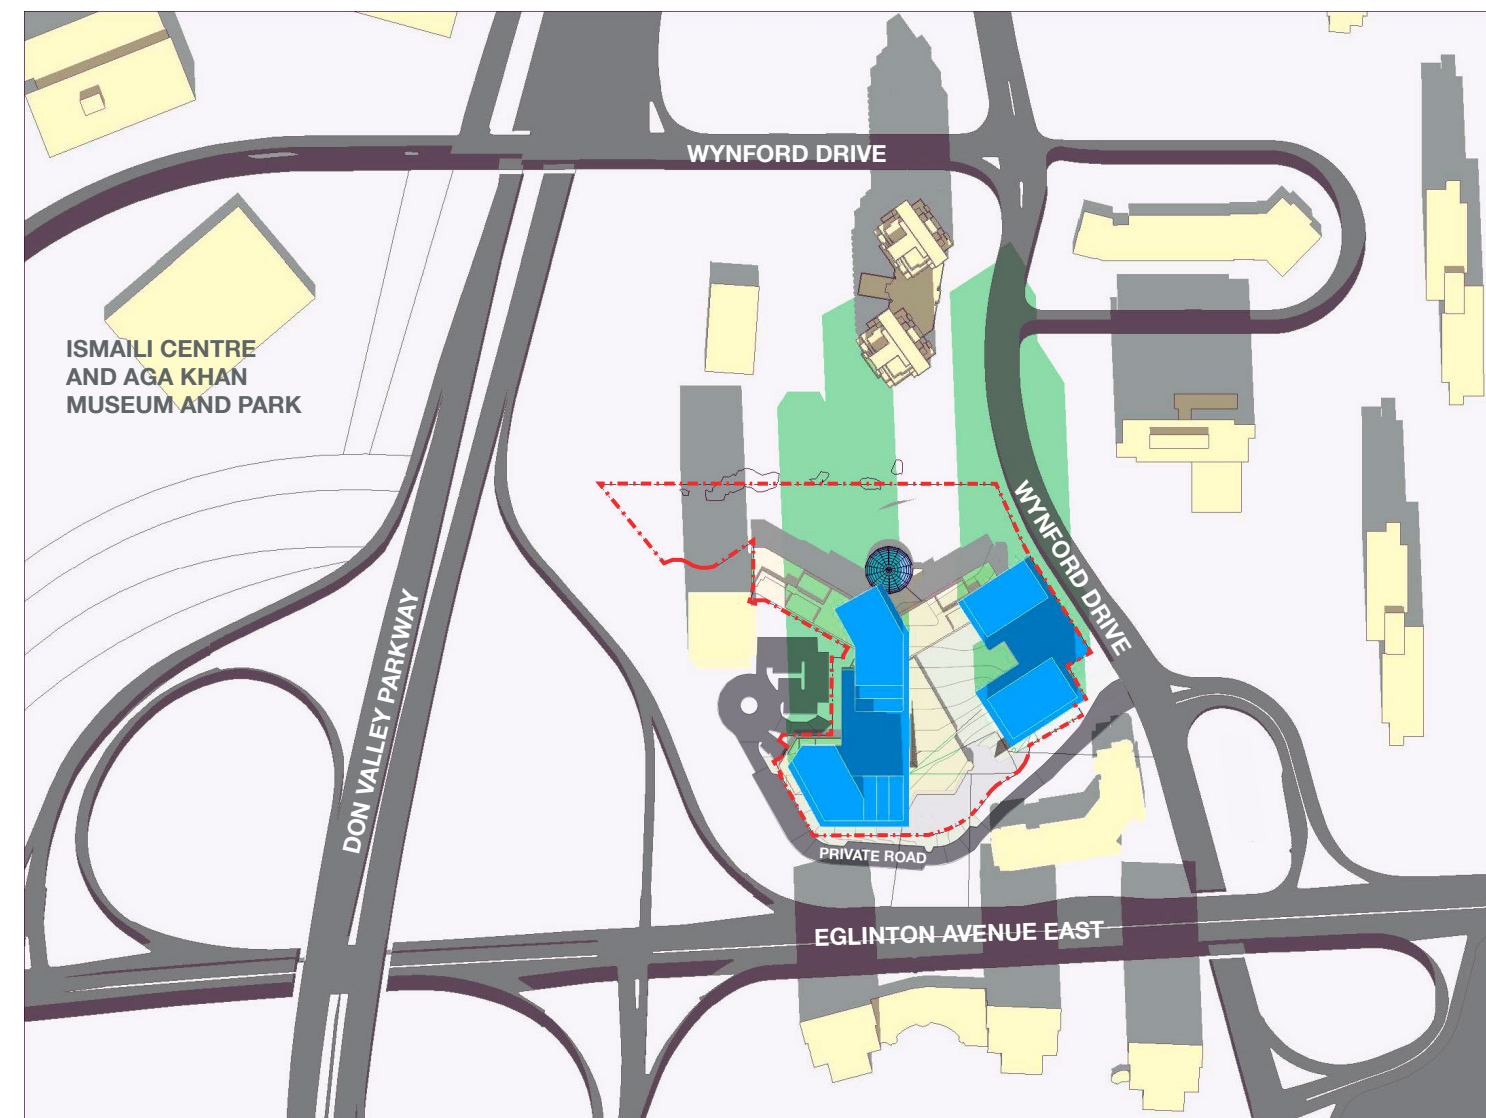 WYNFORD DRIVE
ISMAILI CENTRE
AND AGA KHAN
MUSEUM AND PARK
WYNFORD DRIVE
DON VALLEY PARKWAY
PRIVATE ROAD
EGLINTON AVENUE EAST